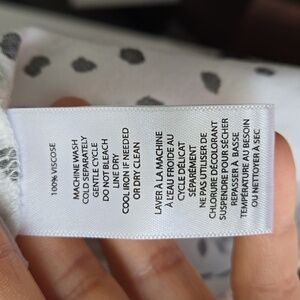 100% VISCOSE
MACHINE WASH
COLD SEPARATELY
GENTLE CYCLE
DO NOT BLEACH
LINE DRY
COOL IRON IF NEEDED
OR DRY CLEAN
LAVER À LA MACHINE
À L'EAU FROIDE AU
CYCLE DÉLICAT
SÉPARÉMENT
NE PAS UTILISER DE
CHLORURE DÉCOLORANT
SUSPENDRE POUR SÉCHER
REPASSER À BASSE
TEMPÉRATURE AU BESOIN
OU NETTOYER À SEC